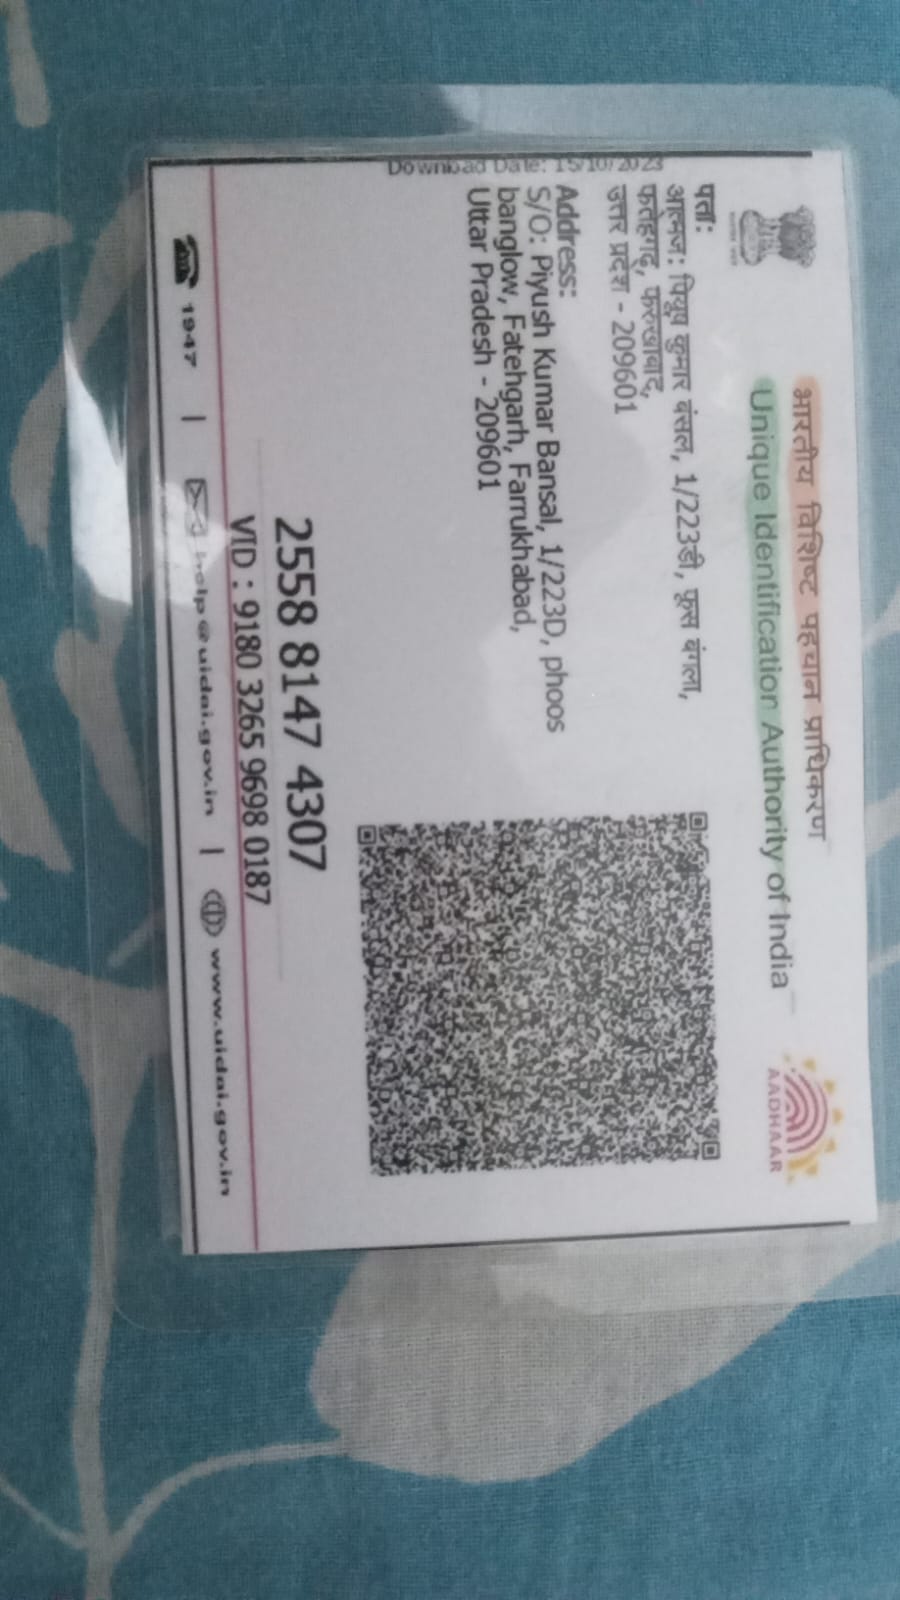 Download Date: 15/10/2023
भारतीय विशिष्ट पहचान प्राधिकरण
Unique Identification Authority of India
AADHAAR
पता:
आत्मज: पियूष कुमार बंसल, 1/223डी, फूस बंगला,
फतेहगढ़, फरुखाबाद,
उत्तर प्रदेश - 209601
Address:
S/O: Piyush Kumar Bansal, 1/223D, phoos
banglow, Fatehgarh, Farrukhabad,
Uttar Pradesh - 209601
2558 8147 4307
VID : 9180 3265 9698 0187
1947 | help@uidai.gov.in | www.uidai.gov.in